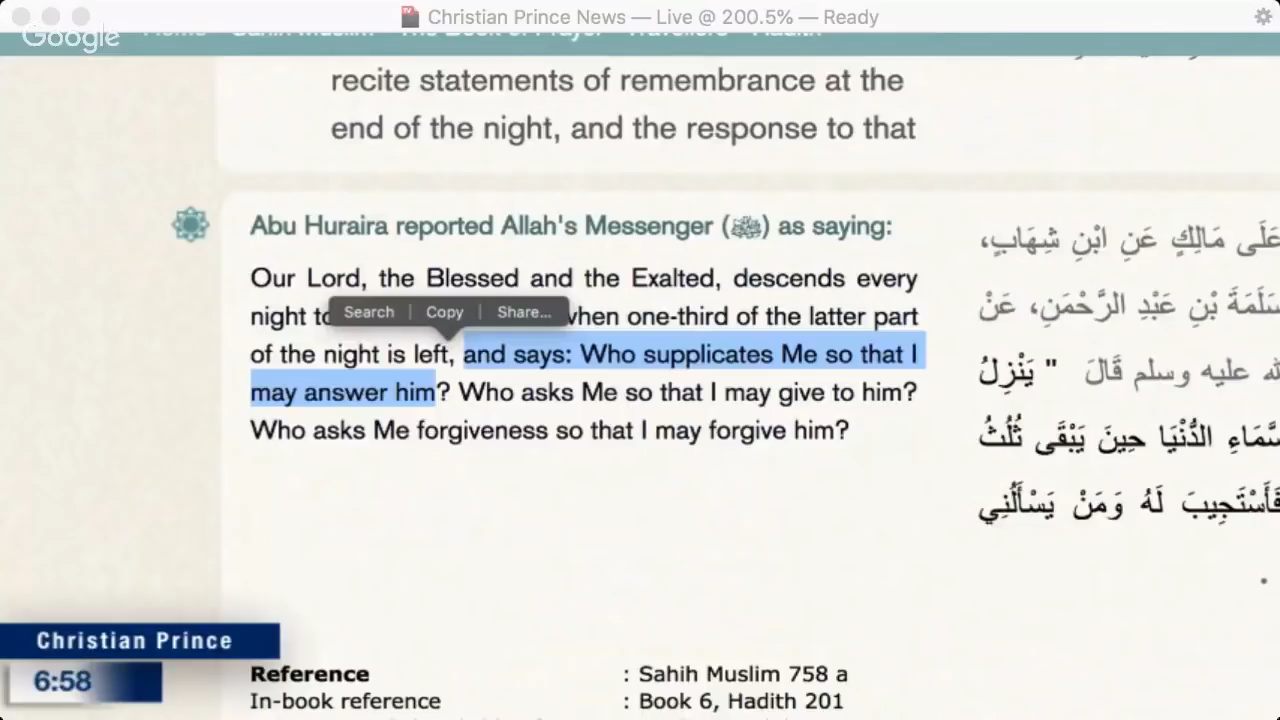 Christian Prince News — Live @ 200.5% — Ready
Google
recite statements of remembrance at the
end of the night, and the response to that
Abu Huraira reported Allah's Messenger (ﷺ) as saying:
Our Lord, the Blessed and the Exalted, descends every
night to
Search | Copy | Share...
when one-third of the latter part
of the night is left, and says: Who supplicates Me so that I
may answer him? Who asks Me so that I may give to him?
Who asks Me forgiveness so that I may forgive him?
عَلَى مَالِكٍ عَنِ ابْنِ شِهَابٍ،
سَلَمَةَ بْنِ عَبْدِ الرَّحْمَنِ، عَنْ
عليه وسلم قَالَ " يَنْزِلُ
الدُّنْيَا حِينَ يَبْقَى ثُلُثُ
فَأَسْتَجِيبَ لَهُ وَمَنْ يَسْأَلُنِي
.
Christian Prince
6:58
Reference : Sahih Muslim 758 a
In-book reference : Book 6, Hadith 201